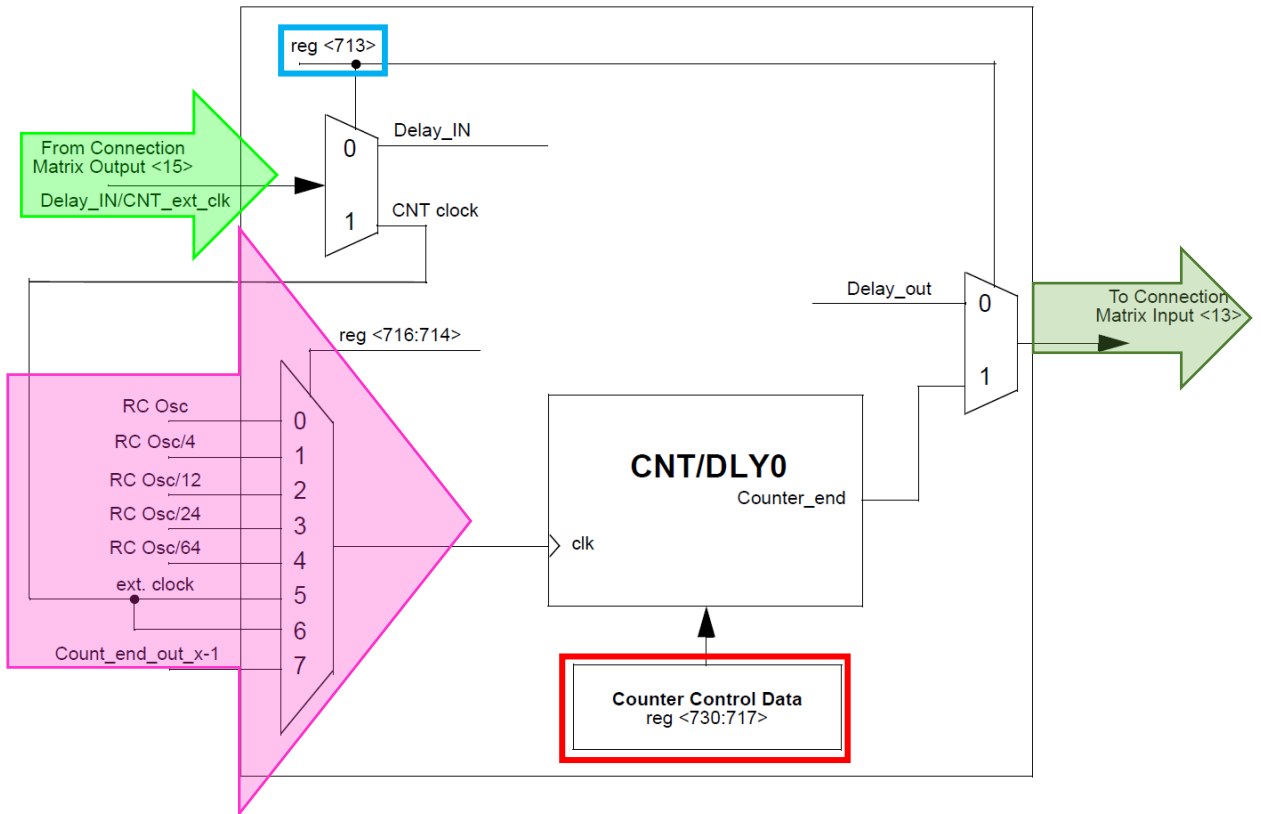 reg <713>
Delay_IN
0
From Connection
Matrix Output <15>
Delay_IN/CNT_ext_clk
CNT clock
1
Delay_out
0
To Connection
Matrix Input <13>
reg <716:714>
1
RC Osc
0
RC Osc/4
1
RC Osc/12
2
RC Osc/24
3
RC Osc/64
4
ext. clock
5
6
Count_end_out_x-1
7
CNT/DLY0
Counter_end
clk
Counter Control Data
reg <730:717>